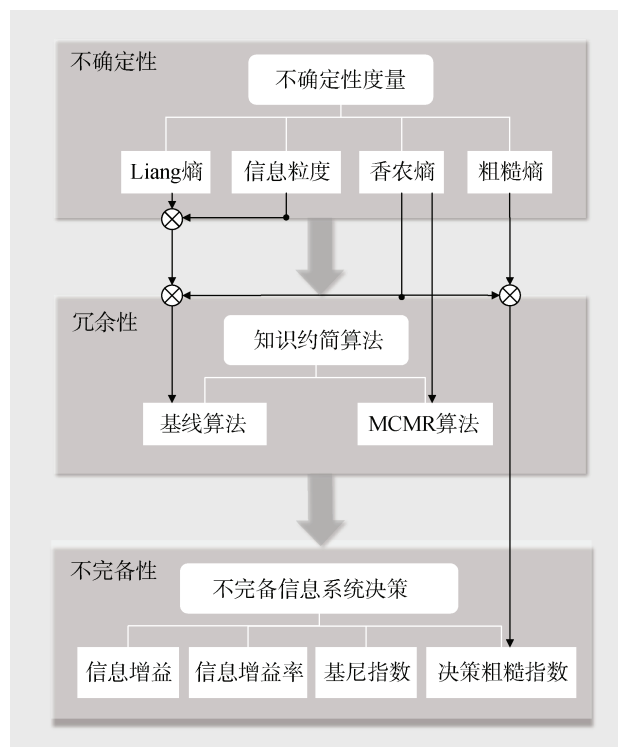 不确定性
不确定性度量
Liang熵
信息粒度
香农熵
粗糙熵
冗余性
知识约简算法
基线算法
MCMR算法
不完备性
不完备信息系统决策
信息增益
信息增益率
基尼指数
决策粗糙指数